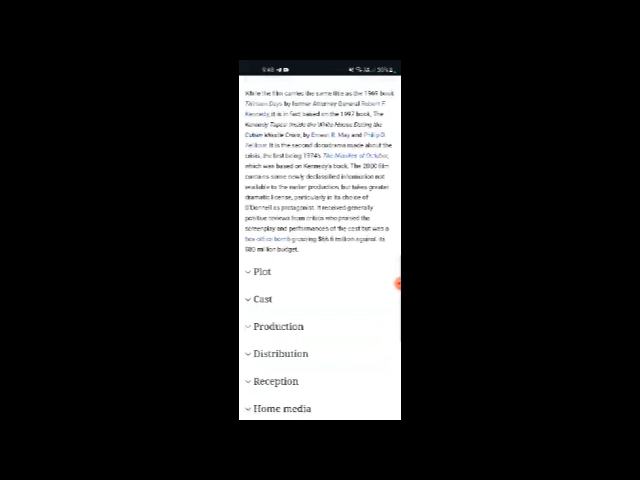 While the film carries the same title as the 1969 book
Thirteen Days by former Attorney General Robert F.
Kennedy, it is in fact based on the 1997 book, The
Kennedy Tapes: Inside the White House During the
Cuban Missile Crisis, by Ernest R. May and Philip D.
Zelikow. It is the second docudrama made about the
crisis, the first being 1974's The Missiles of October,
which was based on Kennedy's book. The 2000 film
contains some newly declassified information not
available to the earlier production, but takes greater
dramatic license, particularly in its choice of
O'Donnell as protagonist. It received generally
positive reviews from critics who praised the
screenplay and performances of the cast but was a
box-office bomb grossing $66.6 million against its
$80 million budget.
Plot
Cast
Production
Distribution
Reception
Home media